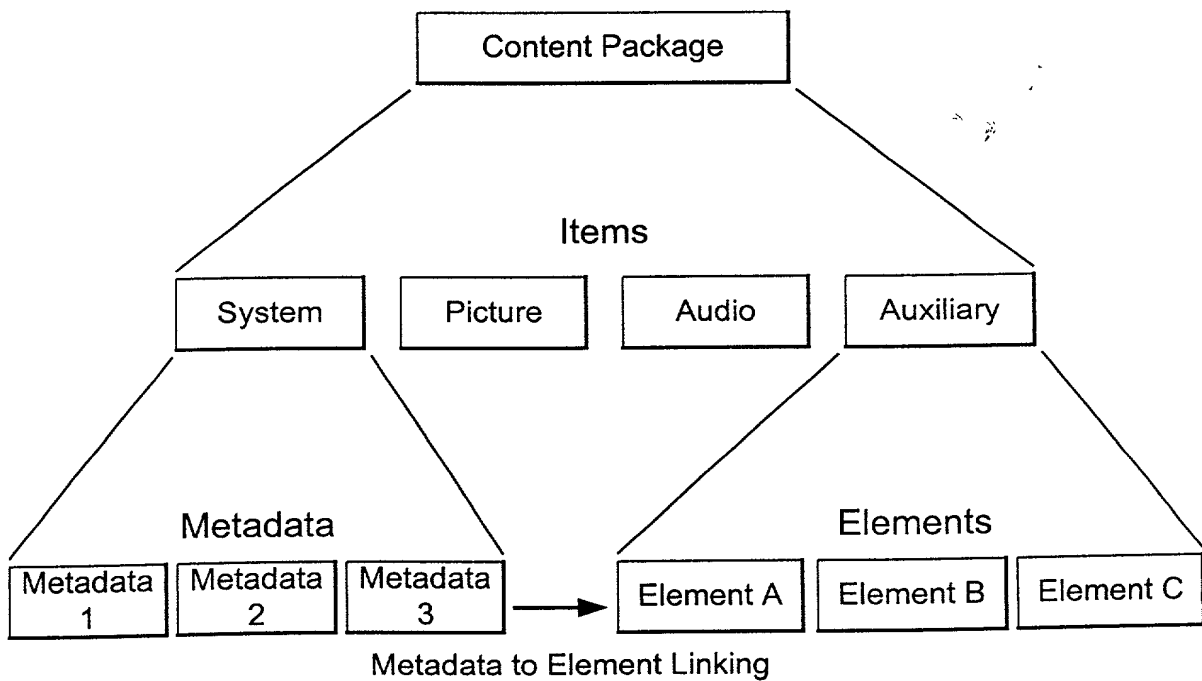 Content Package
Items
System
Picture
Audio
Auxiliary
Metadata
Elements
Metadata
1
Metadata
2
Metadata
3
Element A
Element B
Element C
Metadata to Element Linking